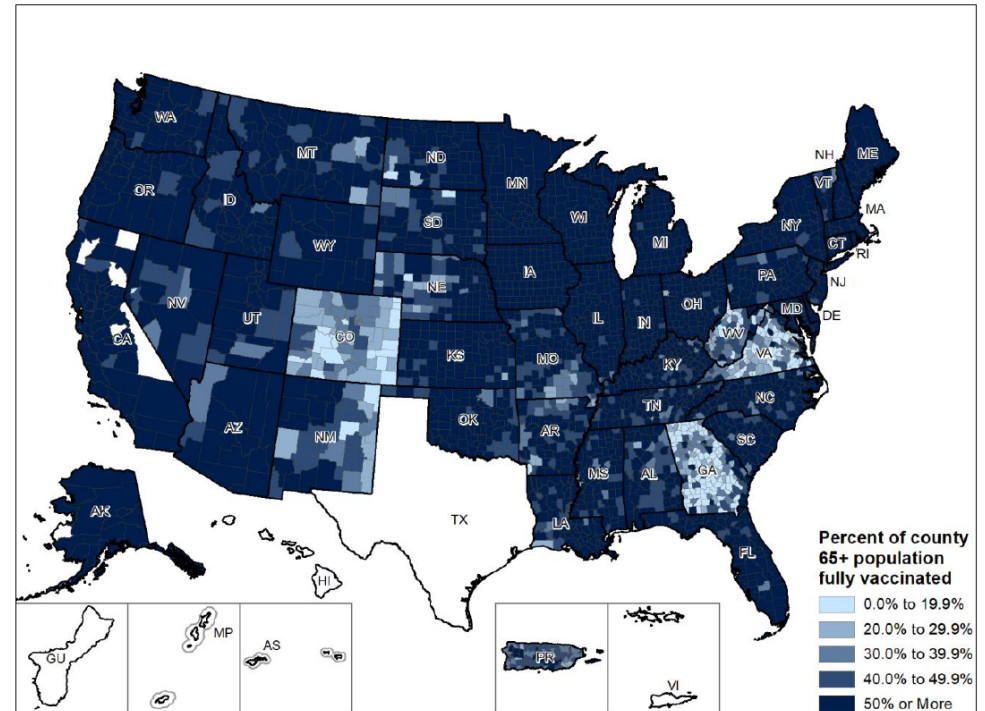 WA
MT
ND
MN
OR
ID
SD
WI
WY
MI
NH
VT
ME
NY
MA
CT
RI
NV
UT
CA
NE
IA
PA
NJ
CO
IL
IN
OH
MD
DE
WV
VA
KS
MO
KY
AZ
NM
OK
AR
TN
NC
SC
MS
AL
GA
TX
LA
FL
AK
HI
Percent of county
65+ population
fully vaccinated
0.0% to 19.9%
20.0% to 29.9%
30.0% to 39.9%
40.0% to 49.9%
50% or More
GU
MP
AS
PR
VI